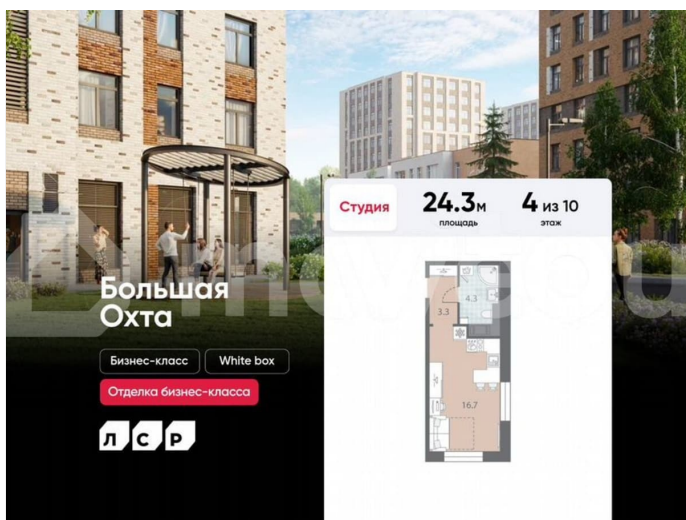 Студия
24.3м
площадь
4 из 10
этаж
Большая
Охта
Бизнес-класс
White box
Отделка бизнес-класса
ЛСР
3.3
4.3
16.7